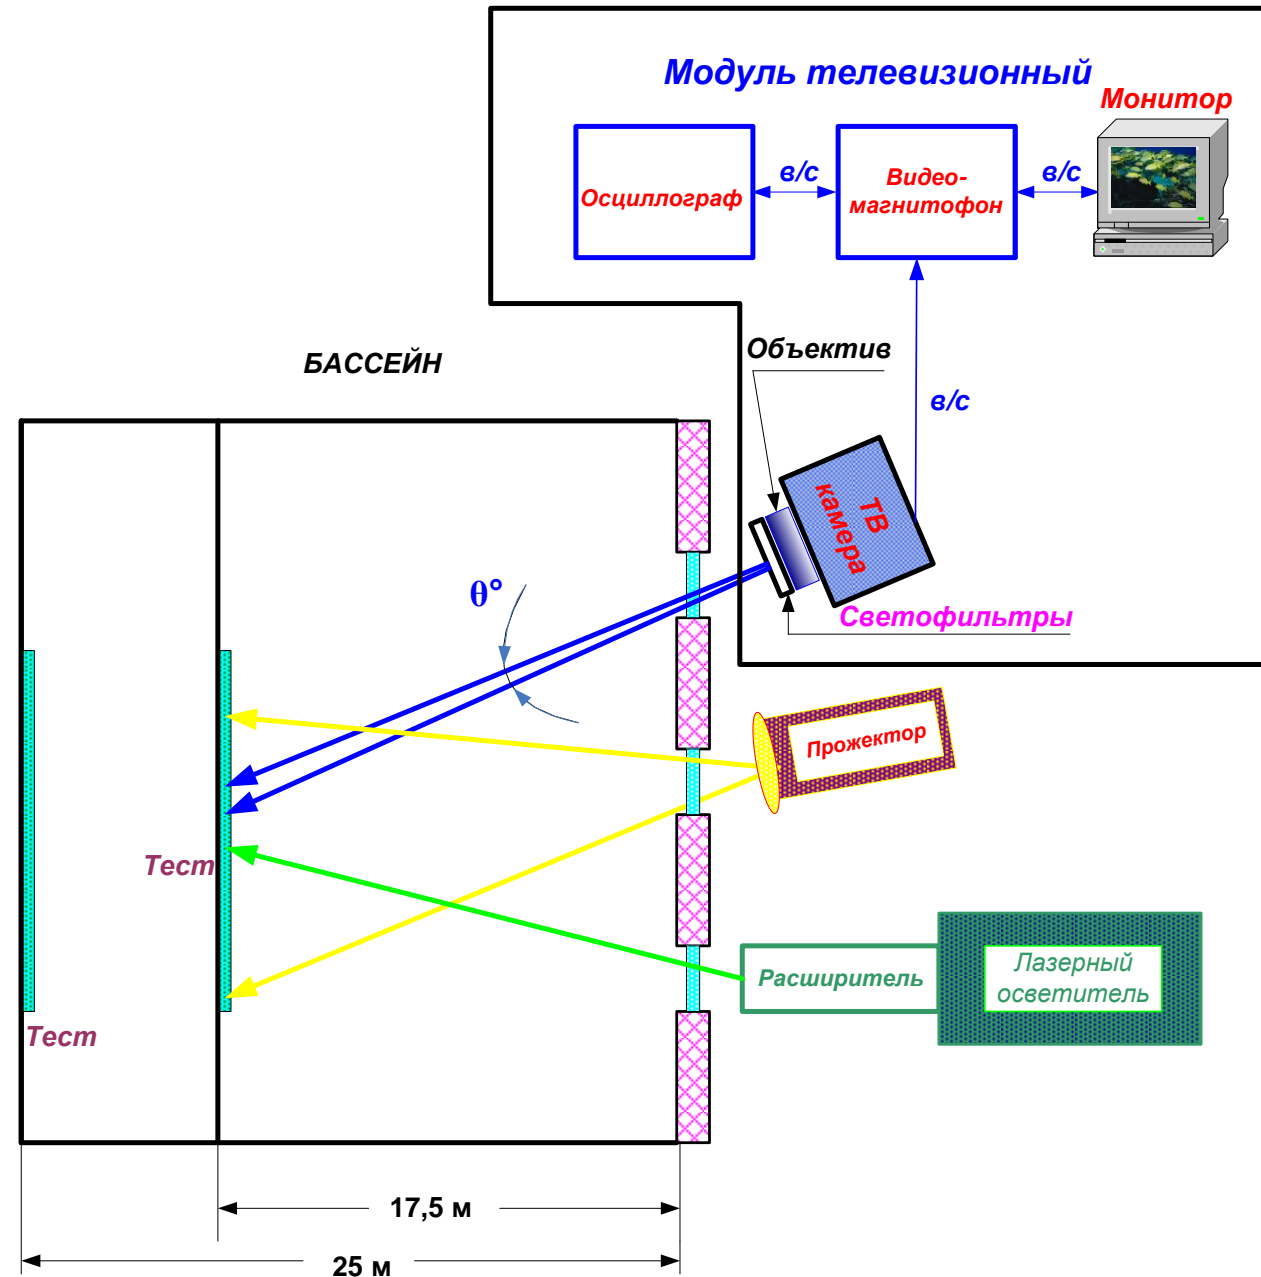 Модуль телевизионный
Монитор
Осциллограф
в/с
Видео-
магнитофон
в/с
Объектив
БАССЕЙН
в/с
ТВ
камера
θ°
Светофильтры
Прожектор
Тест
Расширитель
Лазерный
осветитель
Тест
17,5 м
25 м